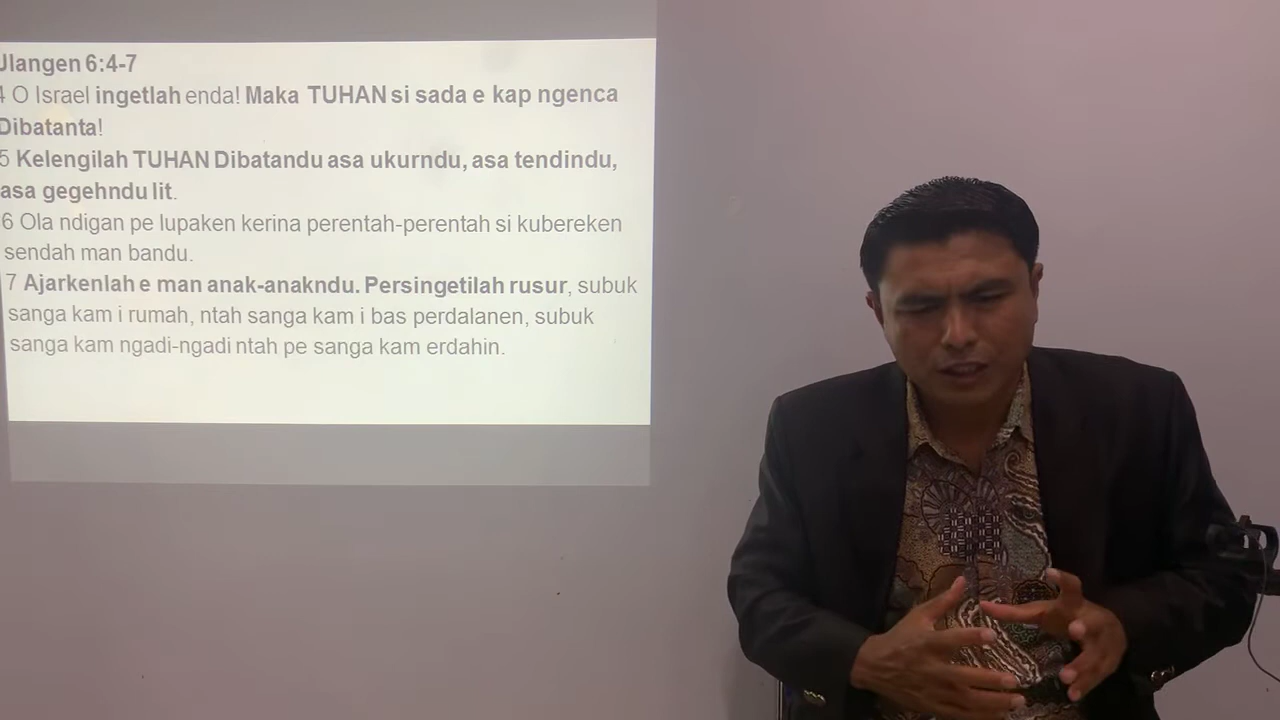 Ulangen 6:4-7
4 O Israel ingetlah enda! Maka TUHAN si sada e kap ngenca
Dibatanta!
5 Kelengilah TUHAN Dibatandu asa ukurndu, asa tendindu,
asa gegehndu lit.
6 Ola ndigan pe lupaken kerina perentah-perentah si kubereken
sendah man bandu.
7 Ajarkenlah e man anak-anakndu. Persingetilah rusur, subuk
sanga kam i rumah, ntah sanga kam i bas perdalanen, subuk
sanga kam ngadi-ngadi ntah pe sanga kam erdahin.